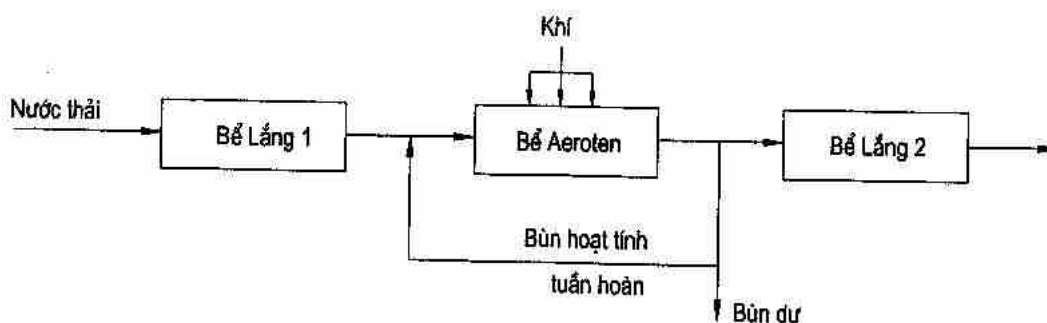 Khí
Nước thải
Bể Lắng 1
Bể Aeroten
Bể Lắng 2
Bùn hoạt tính
tuần hoàn
Bùn dư